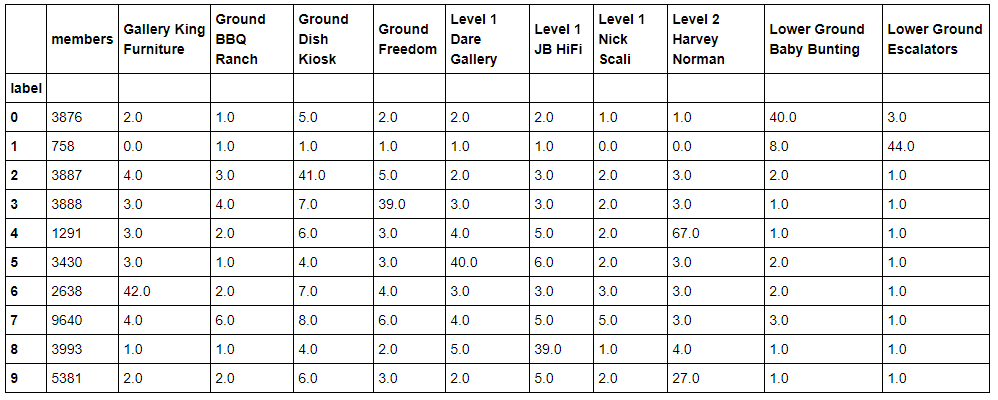 members Gallery King Furniture Ground BBQ Ranch Ground Dish Kiosk Ground Freedom Level 1 Dare Gallery Level 1 JB HiFi Level 1 Nick Scali Level 2 Harvey Norman Lower Ground Baby Bunting Lower Ground Escalators
label
0 3876 2.0 1.0 5.0 2.0 2.0 2.0 1.0 1.0 40.0 3.0
1 758 0.0 1.0 1.0 1.0 1.0 1.0 0.0 0.0 8.0 44.0
2 3887 4.0 3.0 41.0 5.0 2.0 3.0 2.0 3.0 2.0 1.0
3 3888 3.0 4.0 7.0 39.0 3.0 3.0 2.0 3.0 1.0 1.0
4 1291 3.0 2.0 6.0 3.0 4.0 5.0 2.0 67.0 1.0 1.0
5 3430 3.0 1.0 4.0 3.0 40.0 6.0 2.0 3.0 2.0 1.0
6 2638 42.0 2.0 7.0 4.0 3.0 3.0 3.0 3.0 2.0 1.0
7 9640 4.0 6.0 8.0 6.0 4.0 5.0 5.0 3.0 3.0 1.0
8 3993 1.0 1.0 4.0 2.0 5.0 39.0 1.0 4.0 1.0 1.0
9 5381 2.0 2.0 6.0 3.0 2.0 5.0 2.0 27.0 1.0 1.0